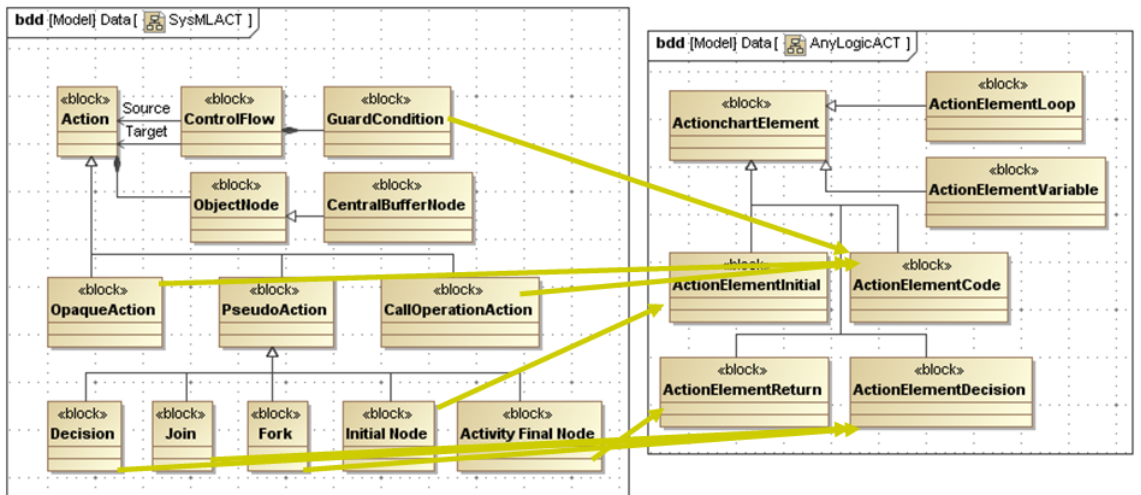 bdd [Model] Data [ SysMLACT ]
«block»
Action
Source
Target
«block»
ControlFlow
«block»
GuardCondition
«block»
ObjectNode
«block»
CentralBufferNode
«block»
OpaqueAction
«block»
PseudoAction
«block»
CallOperationAction
«block»
Decision
«block»
Join
«block»
Fork
«block»
Initial Node
«block»
Activity Final Node
bdd [Model] Data [ AnyLogicACT ]
«block»
ActionchartElement
«block»
ActionElementLoop
«block»
ActionElementVariable
«block»
ActionElementInitial
«block»
ActionElementCode
«block»
ActionElementReturn
«block»
ActionElementDecision